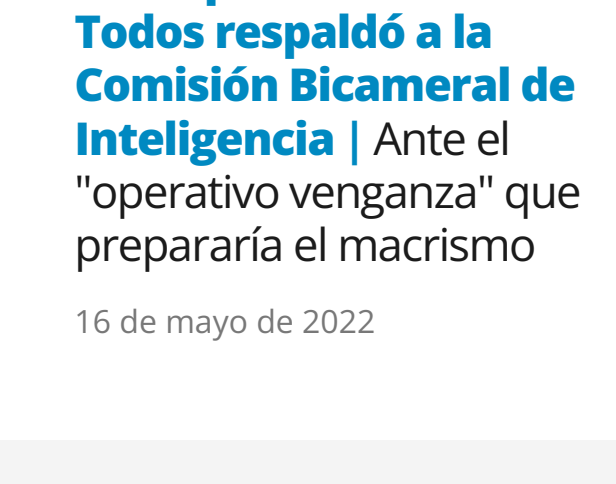 Todos respaldó a la
Comisión Bicameral de
Inteligencia | Ante el
"operativo venganza" que
prepararía el macrismo
16 de mayo de 2022